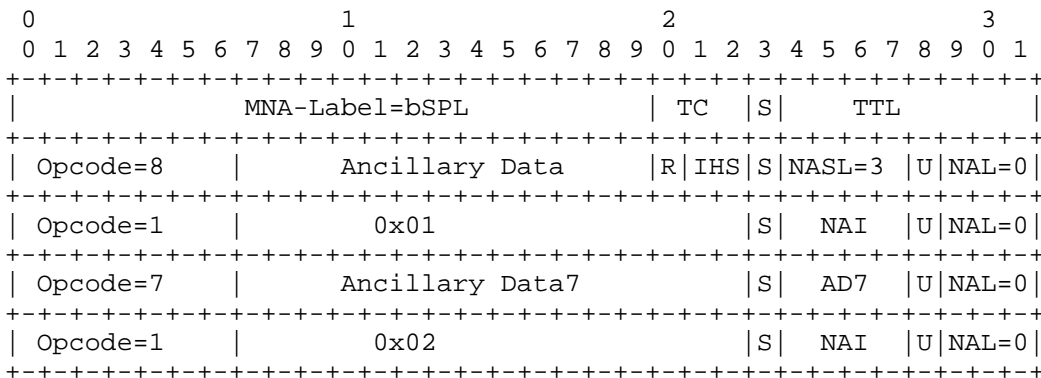 0                   1                   2                   3
 0 1 2 3 4 5 6 7 8 9 0 1 2 3 4 5 6 7 8 9 0 1 2 3 4 5 6 7 8 9 0 1
+-+-+-+-+-+-+-+-+-+-+-+-+-+-+-+-+-+-+-+-+-+-+-+-+-+-+-+-+-+-+-+-+
|              MNA-Label=bSPL           | TC  |S|    TTL        |
+-+-+-+-+-+-+-+-+-+-+-+-+-+-+-+-+-+-+-+-+-+-+-+-+-+-+-+-+-+-+-+-+
| Opcode=8    |      Ancillary Data     |R|IHS|S|NASL=3 |U|NAL=0|
+-+-+-+-+-+-+-+-+-+-+-+-+-+-+-+-+-+-+-+-+-+-+-+-+-+-+-+-+-+-+-+-+
| Opcode=1    |        0x01                   |S|  NAI  |U|NAL=0|
+-+-+-+-+-+-+-+-+-+-+-+-+-+-+-+-+-+-+-+-+-+-+-+-+-+-+-+-+-+-+-+-+
| Opcode=7    |      Ancillary Data7          |S|  AD7  |U|NAL=0|
+-+-+-+-+-+-+-+-+-+-+-+-+-+-+-+-+-+-+-+-+-+-+-+-+-+-+-+-+-+-+-+-+
| Opcode=1    |        0x02                   |S|  NAI  |U|NAL=0|
+-+-+-+-+-+-+-+-+-+-+-+-+-+-+-+-+-+-+-+-+-+-+-+-+-+-+-+-+-+-+-+-+